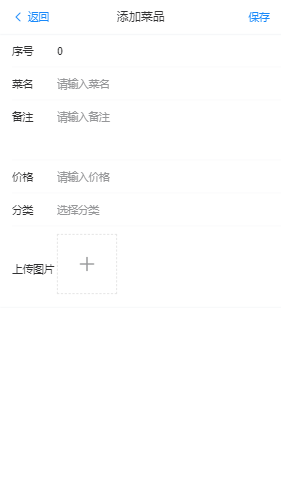 返回 添加菜品 保存
序号 0
菜名 请输入菜名
备注 请输入备注
价格 请输入价格
分类 选择分类
上传图片